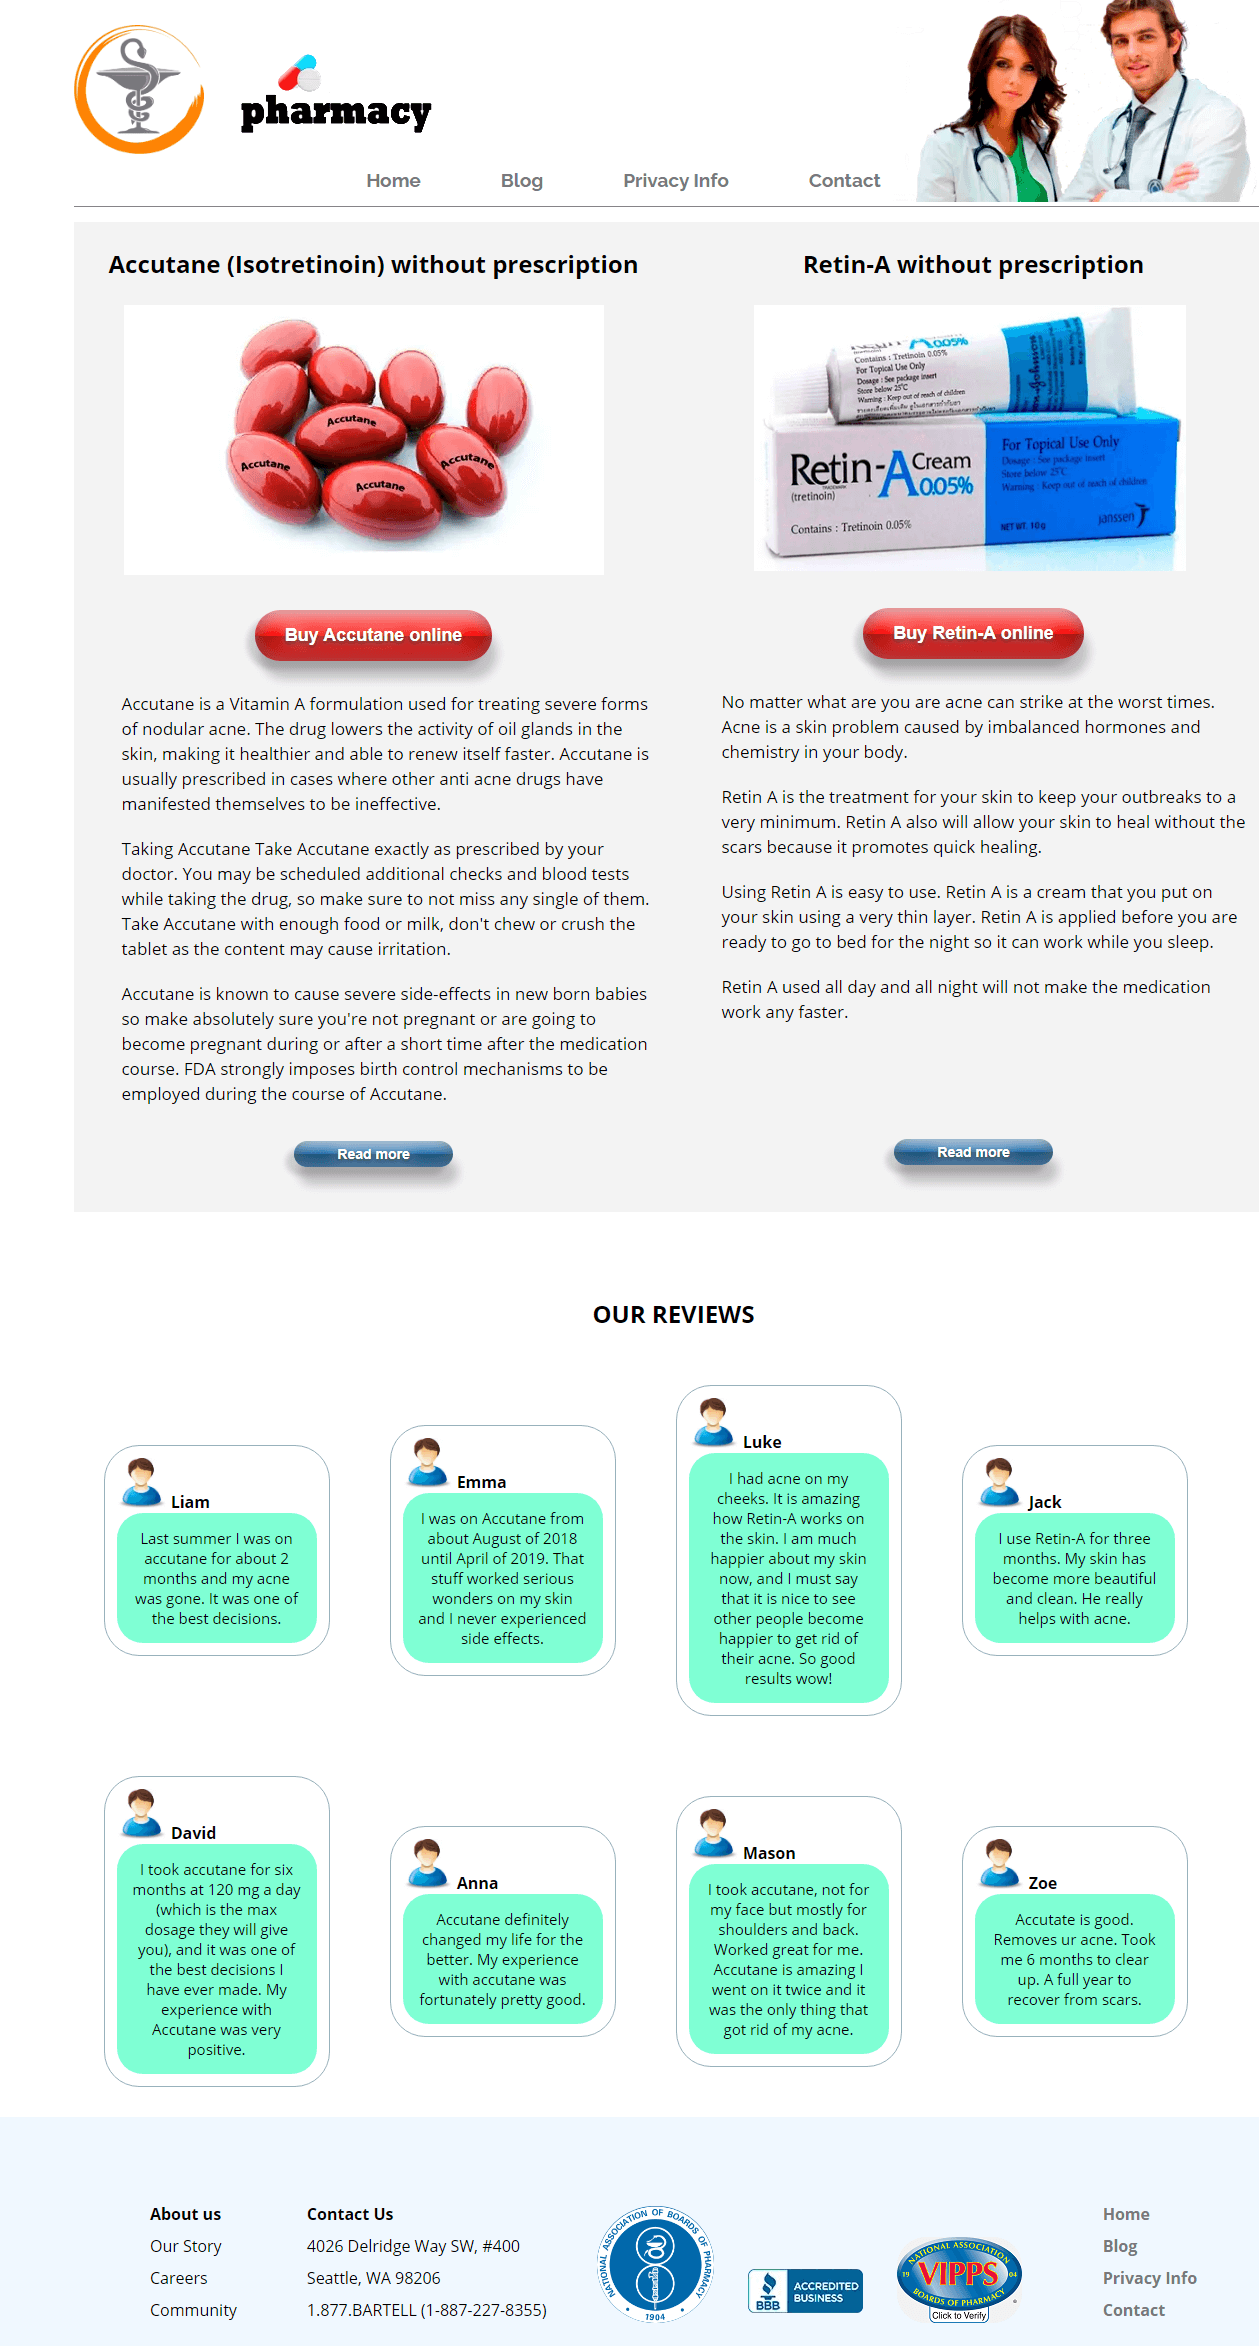 pharmacy
Home
Blog
Privacy Info
Contact
Accutane (Isotretinoin) without prescription
Accutane
Accutane
Accutane
Accutane
Buy Accutane online
Accutane is a Vitamin A formulation used for treating severe forms
of nodular acne. The drug lowers the activity of oil glands in the
skin, making it healthier and able to renew itself faster. Accutane is
usually prescribed in cases where other anti acne drugs have
manifested themselves to be ineffective.
Taking Accutane Take Accutane exactly as prescribed by your
doctor. You may be scheduled additional checks and blood tests
while taking the drug, so make sure to not miss any single of them.
Take Accutane with enough food or milk, don't chew or crush the
tablet as the content may cause irritation.
Accutane is known to cause severe side-effects in new born babies
so make absolutely sure you're not pregnant or are going to
become pregnant during or after a short time after the medication
course. FDA strongly imposes birth control mechanisms to be
employed during the course of Accutane.
Read more
Retin-A without prescription
Retin-A 0.05%
Contains : Tretinoin 0.05%
For Topical Use Only
Dosage : See package insert
Store below 25°C
Warning : Keep out of reach of children
Retin-A Cream 0.05%
(tretinoin)
Contains : Tretinoin 0.05%
For Topical Use Only
Dosage : See package insert
Store below 25°C
Warning : Keep out of reach of children
NET WT. 10g
janssen
Buy Retin-A online
No matter what are you are acne can strike at the worst times.
Acne is a skin problem caused by imbalanced hormones and
chemistry in your body.
Retin A is the treatment for your skin to keep your outbreaks to a
very minimum. Retin A also will allow your skin to heal without the
scars because it promotes quick healing.
Using Retin A is easy to use. Retin A is a cream that you put on
your skin using a very thin layer. Retin A is applied before you are
ready to go to bed for the night so it can work while you sleep.
Retin A used all day and all night will not make the medication
work any faster.
Read more
OUR REVIEWS
Liam
Last summer I was on
accutane for about 2
months and my acne
was gone. It was one of
the best decisions.
Emma
I was on Accutane from
about August of 2018
until April of 2019. That
stuff worked serious
wonders on my skin
and I never experienced
side effects.
Luke
I had acne on my
cheeks. It is amazing
how Retin-A works on
the skin. I am much
happier about my skin
now, and I must say
that it is nice to see
other people become
happier to get rid of
their acne. So good
results wow!
Jack
I use Retin-A for three
months. My skin has
become more beautiful
and clean. He really
helps with acne.
David
I took accutane for six
months at 120 mg a day
(which is the max
dosage they will give
you), and it was one of
the best decisions I
have ever made. My
experience with
Accutane was very
positive.
Anna
Accutane definitely
changed my life for the
better. My experience
with accutane was
fortunately pretty good.
Mason
I took accutane, not for
my face but mostly for
shoulders and back.
Worked great for me.
Accutane is amazing I
went on it twice and it
was the only thing that
got rid of my acne.
Zoe
Accutate is good.
Removes ur acne. Took
me 6 months to clear
up. A full year to
recover from scars.
About us
Our Story
Careers
Community
Contact Us
4026 Delridge Way SW, #400
Seattle, WA 98206
1.877.BARTELL (1-887-227-8355)
NATIONAL ASSOCIATION OF BOARDS OF PHARMACY
1904
BBB
ACCREDITED
BUSINESS
NATIONAL ASSOCIATION
19 VIPPS 04
BOARDS OF PHARMACY
Click to Verify
Home
Blog
Privacy Info
Contact